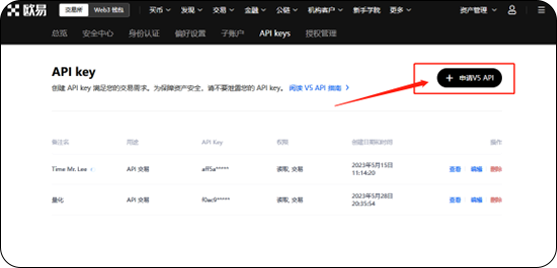 欧易 交易所 Web3 钱包 买币 发现 交易 金融 公链 机构客户 新手学院 更多 资产管理
总览 安全中心 身份认证 偏好设置 子账户 API keys 授权管理
API key
创建 API key 满足您的交易需求。为保障资产安全，请不要泄露您的 API key。 阅读 V5 API 指南 >
+ 申请V5 API
备注名 用途 API Key 权限 创建日期和时间 操作
Time Mr. Lee API 交易 aff5a***** 读取, 交易 2023年5月15日 查看 编辑 删除
11:14:20
量化 API 交易 f0ac9***** 读取, 交易 2023年5月28日 查看 编辑 删除
20:35:54